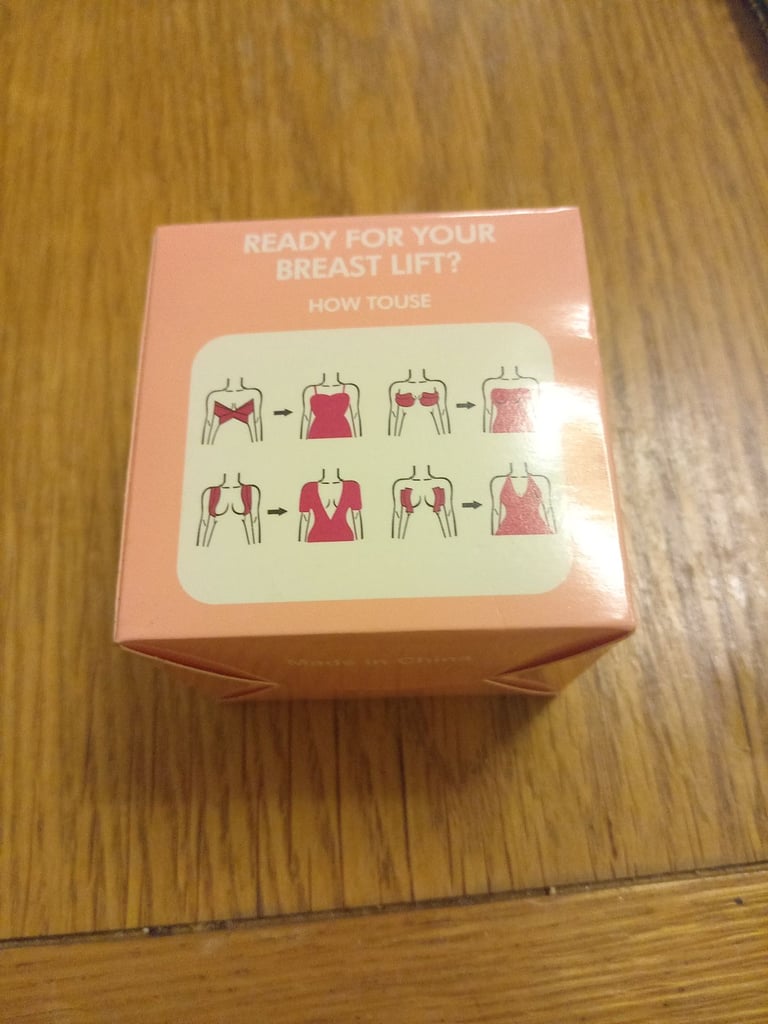 READY FOR YOUR
BREAST LIFT?
HOW TOUSE
Made in China